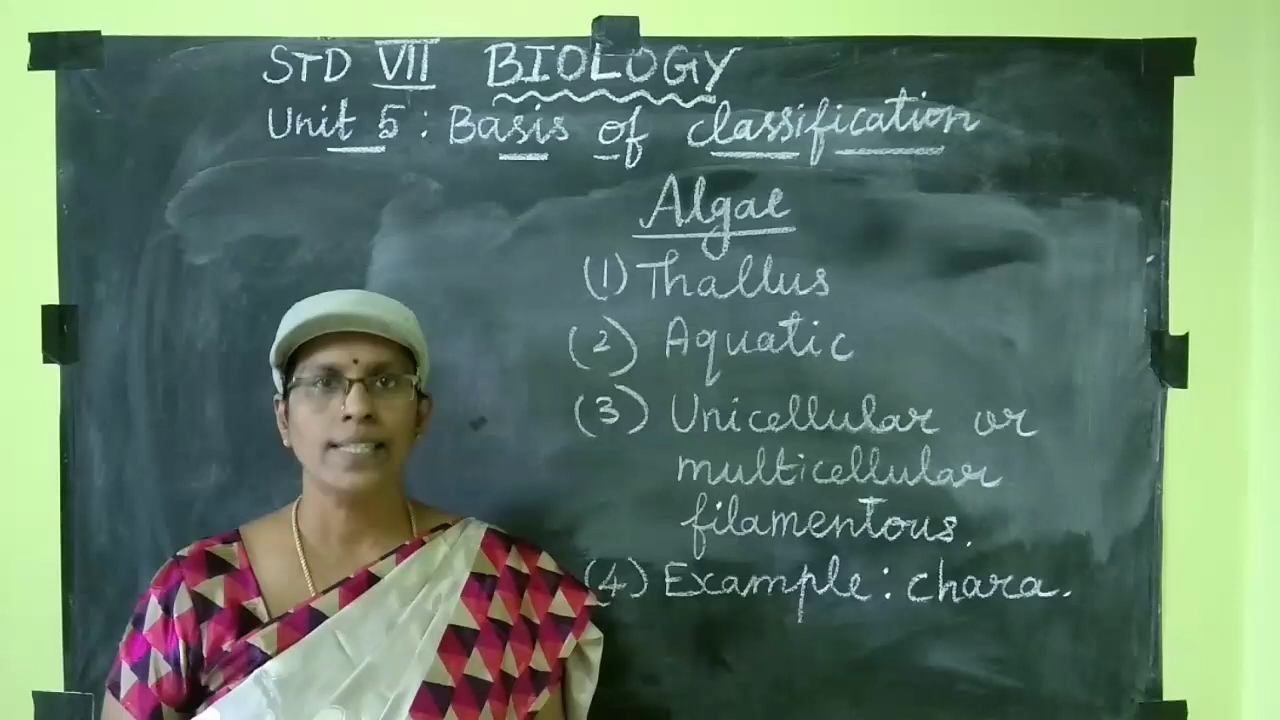 STD VII BIOLOGY
Unit 5 : Basis of classification
Algae
(1) Thallus
(2) Aquatic
(3) Unicellular or
multicellular
filamentous.
(4) Example : chara.